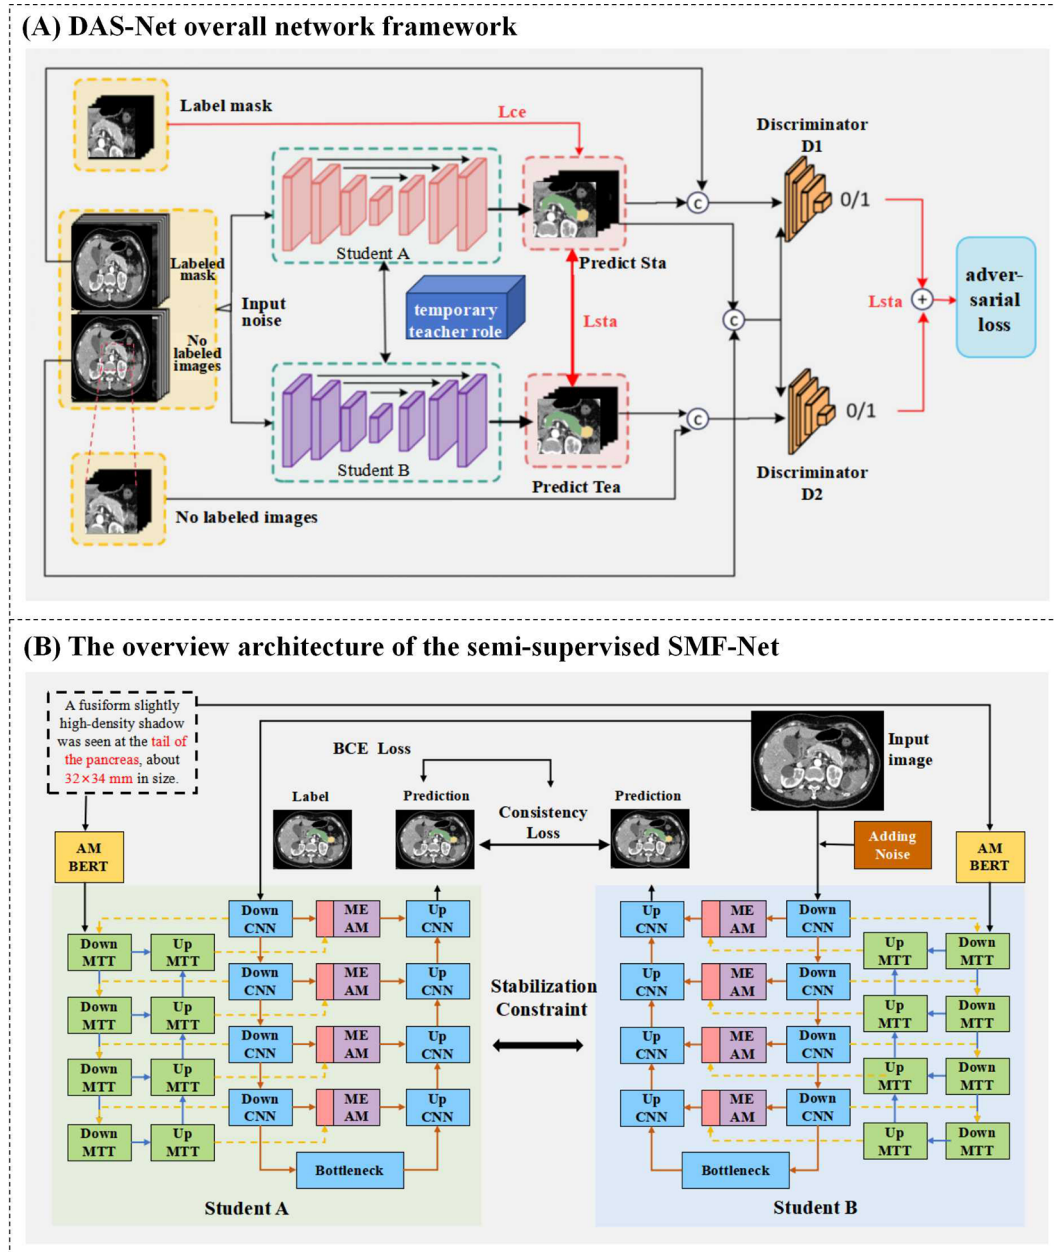 (A) DAS-Net overall network framework
Label mask
Lce
Discriminator
D1
C
0/1
Student A
Predict Sta
Labeled
mask
Input
noise
No
labeled
images
temporary
teacher role
Lsta
C
Lsta
+
adver-
sarial
loss
Student B
Predict Tea
C
0/1
Discriminator
D2
No labeled images
(B) The overview architecture of the semi-supervised SMF-Net
A fusiform slightly
high-density shadow
was seen at the tail of
the pancreas, about
32×34 mm in size.
BCE Loss
Input
image
Label
Prediction
Consistency
Loss
Prediction
AM
BERT
Adding
Noise
AM
BERT
Down
CNN
ME
AM
Up
CNN
Down
MTT
Up
MTT
Down
CNN
ME
AM
Up
CNN
Down
MTT
Up
MTT
Down
CNN
ME
AM
Up
CNN
Down
MTT
Up
MTT
Down
CNN
ME
AM
Up
CNN
Down
MTT
Up
MTT
Bottleneck
Student A
Stabilization
Constraint
Up
CNN
ME
AM
Down
CNN
Up
MTT
Down
MTT
Up
CNN
ME
AM
Down
CNN
Up
MTT
Down
MTT
Up
CNN
ME
AM
Down
CNN
Up
MTT
Down
MTT
Up
CNN
ME
AM
Down
CNN
Up
MTT
Down
MTT
Bottleneck
Student B